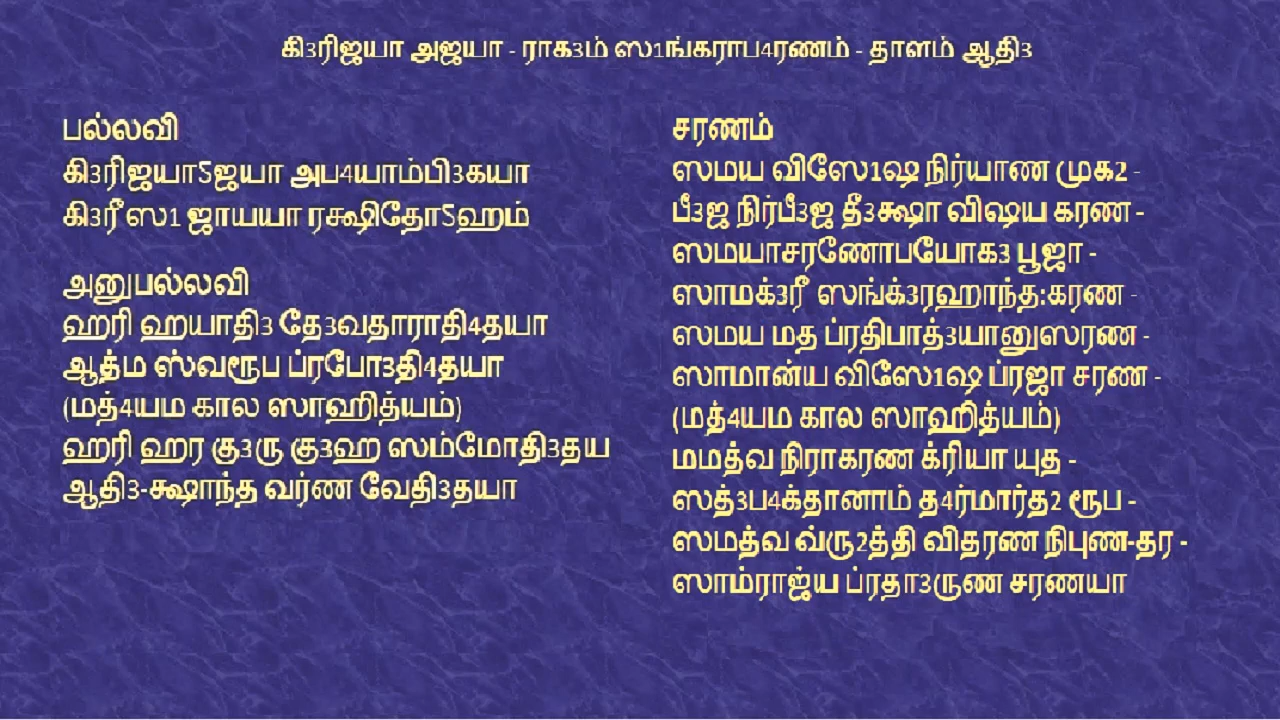 கி3ரிஜயா அஜயா - ராக3ம் ஸ1ங்கராப4ரணம் - தாளம் ஆதி3
பல்லவி
கி3ரிஜயாSஜயா அப4யாம்பி3கயா
கி3ரீஸ1 ஜாயயா ரக்ஷிதோSஹம்
அனுபல்லவி
ஹரி ஹயாதி3 தே3வதாராதி4தயா
ஆத்ம ஸ்வரூப ப்ரபோ3தி4தயா
(மத்4யம கால ஸாஹித்யம்)
ஹரி ஹர கு3ரு கு3ஹ ஸம்மோதி3தய
ஆதி3-க்ஷாந்த வர்ண வேதி3தயா
சரணம்
ஸமய விஸே1ஷ நிர்யாண முக2 -
பீ3ஜ நிர்பீ3ஜ தீ3க்ஷா விஷய கரண -
ஸமயாசரணோபயோக3 பூஜா -
ஸாமக்3ரீ ஸங்க்3ரஹாந்த:கரண -
ஸமய மத ப்ரதிபாத்3யானுஸரண -
ஸாமான்ய விஸே1ஷ ப்ரஜா சரண -
(மத்4யம கால ஸாஹித்யம்)
மமத்வ நிராகரண க்ரியா யுத -
ஸத்3ப4க்தானாம் த4ர்மார்த2 ரூப -
ஸமத்வ வ்ரு2த்தி விதரண நிபுண-தர -
ஸாம்ராஜ்ய ப்ரதா3ருண சரணயா